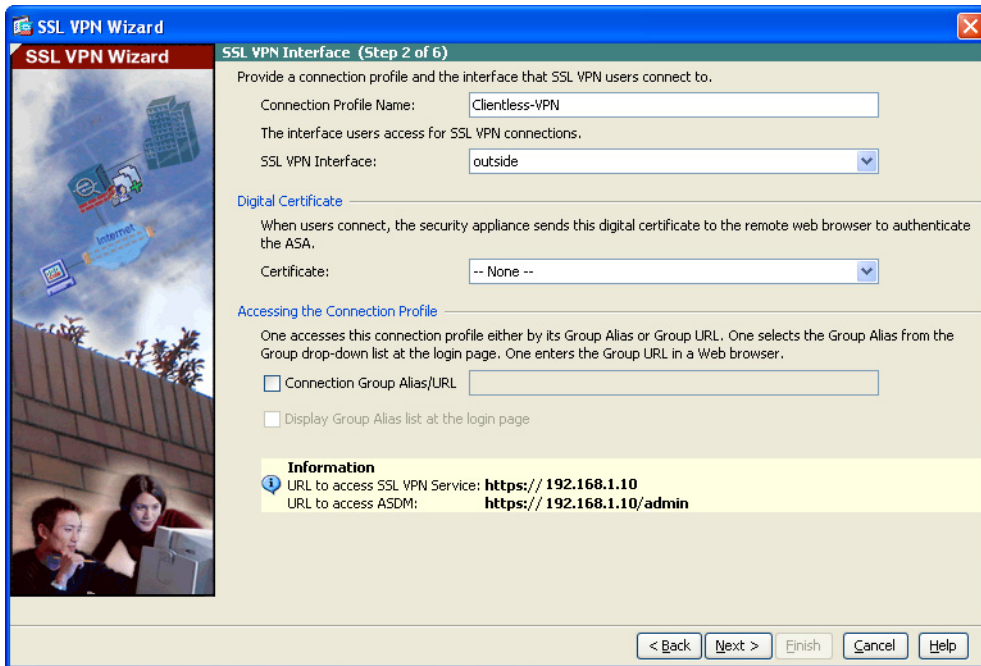 SSL VPN Wizard
SSL VPN Wizard
SSL VPN Interface (Step 2 of 6)
Provide a connection profile and the interface that SSL VPN users connect to.
Connection Profile Name: Clientless-VPN
The interface users access for SSL VPN connections.
SSL VPN Interface: outside
Digital Certificate
When users connect, the security appliance sends this digital certificate to the remote web browser to authenticate
the ASA.
Certificate: -- None --
Accessing the Connection Profile
One accesses this connection profile either by its Group Alias or Group URL. One selects the Group Alias from the
Group drop-down list at the login page. One enters the Group URL in a Web browser.
Connection Group Alias/URL
Display Group Alias list at the login page
Information
URL to access SSL VPN Service: https://192.168.1.10
URL to access ASDM: https://192.168.1.10/admin
Internet
< Back Next > Finish Cancel Help